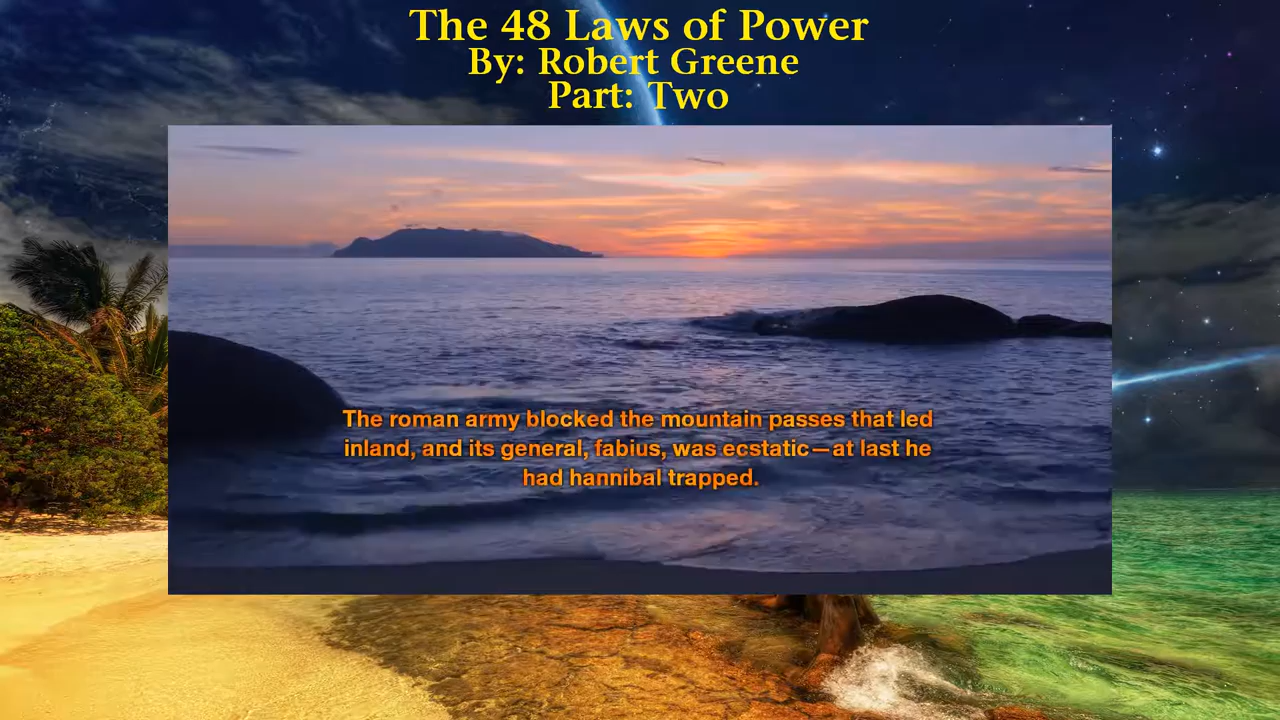 The 48 Laws of Power
By: Robert Greene
Part: Two
The roman army blocked the mountain passes that led
inland, and its general, fabius, was ecstatic—at last he
had hannibal trapped.